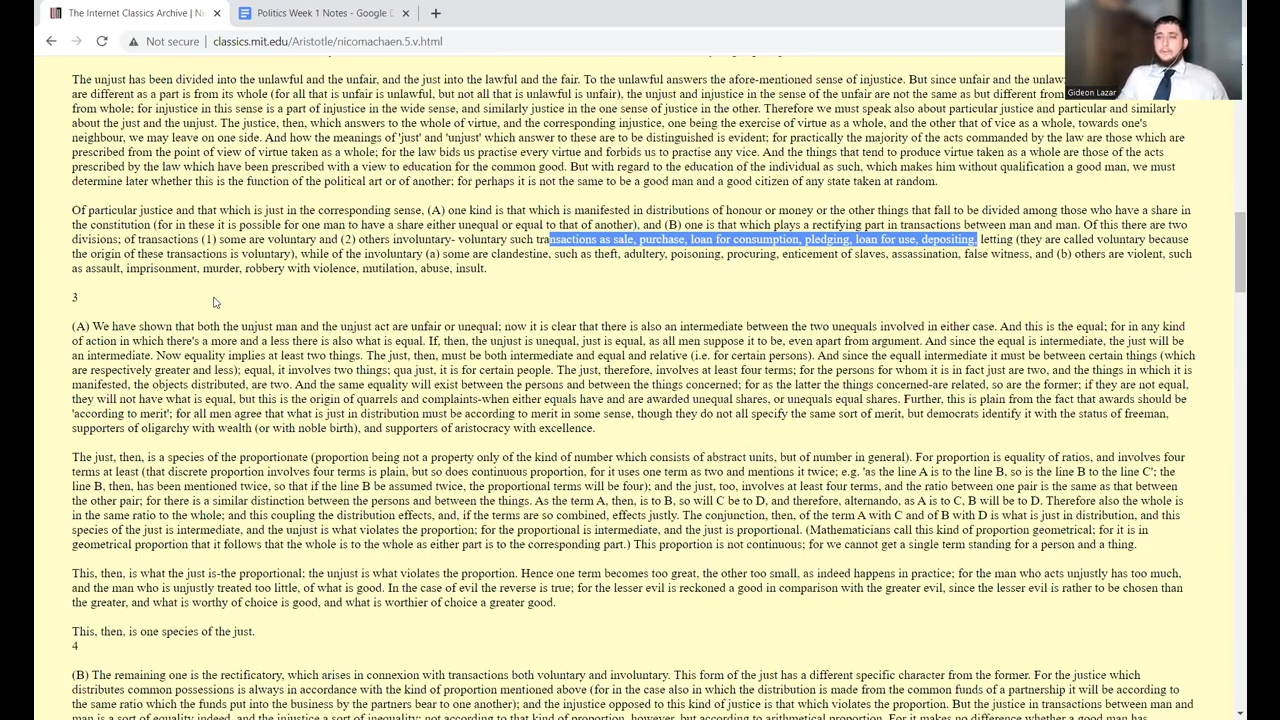 The Internet Classics Archive | Ni
Politics Week 1 Notes - Google D
Not secure | classics.mit.edu/Aristotle/nicomachaen.5.v.html
Gideon Lazar
The unjust has been divided into the unlawful and the unfair, and the just into the lawful and the fair. To the unlawful answers the afore-mentioned sense of injustice. But since unfair and the unlaw
are different as a part is from its whole (for all that is unfair is unlawful, but not all that is unlawful is unfair), the unjust and injustice in the sense of the unfair are not the same as but different from
from whole; for injustice in this sense is a part of injustice in the wide sense, and similarly justice in the one sense of justice in the other. Therefore we must speak also about particular justice and particular and similarly
about the just and the unjust. The justice, then, which answers to the whole of virtue, and the corresponding injustice, one being the exercise of virtue as a whole, and the other that of vice as a whole, towards one's
neighbour, we may leave on one side. And how the meanings of 'just' and 'unjust' which answer to these are to be distinguished is evident; for practically the majority of the acts commanded by the law are those which are
prescribed from the point of view of virtue taken as a whole; for the law bids us practise every virtue and forbids us to practise any vice. And the things that tend to produce virtue taken as a whole are those of the acts
prescribed by the law which have been prescribed with a view to education for the common good. But with regard to the education of the individual as such, which makes him without qualification a good man, we must
determine later whether this is the function of the political art or of another; for perhaps it is not the same to be a good man and a good citizen of any state taken at random.
Of particular justice and that which is just in the corresponding sense, (A) one kind is that which is manifested in distributions of honour or money or the other things that fall to be divided among those who have a share in
the constitution (for in these it is possible for one man to have a share either unequal or equal to that of another), and (B) one is that which plays a rectifying part in transactions between man and man. Of this there are two
divisions; of transactions (1) some are voluntary and (2) others involuntary- voluntary such transactions as sale, purchase, loan for consumption, pledging, loan for use, depositing, letting (they are called voluntary because
the origin of these transactions is voluntary), while of the involuntary (a) some are clandestine, such as theft, adultery, poisoning, procuring, enticement of slaves, assassination, false witness, and (b) others are violent, such
as assault, imprisonment, murder, robbery with violence, mutilation, abuse, insult.
3
(A) We have shown that both the unjust man and the unjust act are unfair or unequal; now it is clear that there is also an intermediate between the two unequals involved in either case. And this is the equal; for in any kind
of action in which there's a more and a less there is also what is equal. If, then, the unjust is unequal, just is equal, as all men suppose it to be, even apart from argument. And since the equal is intermediate, the just will be
an intermediate. Now equality implies at least two things. The just, then, must be both intermediate and equal and relative (i.e. for certain persons). And since the equall intermediate it must be between certain things (which
are respectively greater and less); equal, it involves two things; qua just, it is for certain people. The just, therefore, involves at least four terms; for the persons for whom it is in fact just are two, and the things in which it is
manifested, the objects distributed, are two. And the same equality will exist between the persons and between the things concerned; for as the latter the things concerned-are related, so are the former; if they are not equal,
they will not have what is equal, but this is the origin of quarrels and complaints-when either equals have and are awarded unequal shares, or unequals equal shares. Further, this is plain from the fact that awards should be
'according to merit'; for all men agree that what is just in distribution must be according to merit in some sense, though they do not all specify the same sort of merit, but democrats identify it with the status of freeman,
supporters of oligarchy with wealth (or with noble birth), and supporters of aristocracy with excellence.
The just, then, is a species of the proportionate (proportion being not a property only of the kind of number which consists of abstract units, but of number in general). For proportion is equality of ratios, and involves four
terms at least (that discrete proportion involves four terms is plain, but so does continuous proportion, for it uses one term as two and mentions it twice; e.g. 'as the line A is to the line B, so is the line B to the line C'; the
line B, then, has been mentioned twice, so that if the line B be assumed twice, the proportional terms will be four); and the just, too, involves at least four terms, and the ratio between one pair is the same as that between
the other pair; for there is a similar distinction between the persons and between the things. As the term A, then, is to B, so will C be to D, and therefore, alternando, as A is to C, B will be to D. Therefore also the whole is
in the same ratio to the whole; and this coupling the distribution effects, and, if the terms are so combined, effects justly. The conjunction, then, of the term A with C and of B with D is what is just in distribution, and this
species of the just is intermediate, and the unjust is what violates the proportion; for the proportional is intermediate, and the just is proportional. (Mathematicians call this kind of proportion geometrical; for it is in
geometrical proportion that it follows that the whole is to the whole as either part is to the corresponding part.) This proportion is not continuous; for we cannot get a single term standing for a person and a thing.
This, then, is what the just is-the proportional; the unjust is what violates the proportion. Hence one term becomes too great, the other too small, as indeed happens in practice; for the man who acts unjustly has too much,
and the man who is unjustly treated too little, of what is good. In the case of evil the reverse is true; for the lesser evil is reckoned a good in comparison with the greater evil, since the lesser evil is rather to be chosen than
the greater, and what is worthy of choice is good, and what is worthier of choice a greater good.
This, then, is one species of the just.
4
(B) The remaining one is the rectificatory, which arises in connexion with transactions both voluntary and involuntary. This form of the just has a different specific character from the former. For the justice which
distributes common possessions is always in accordance with the kind of proportion mentioned above (for in the case also in which the distribution is made from the common funds of a partnership it will be according to
the same ratio which the funds put into the business by the partners bear to one another); and the injustice opposed to this kind of justice is that which violates the proportion. But the justice in transactions between man and
man is a sort of equality indeed, and the injustice a sort of inequality; not according to that kind of proportion, however, but according to arithmetical proportion. For it makes no difference whether a good man has